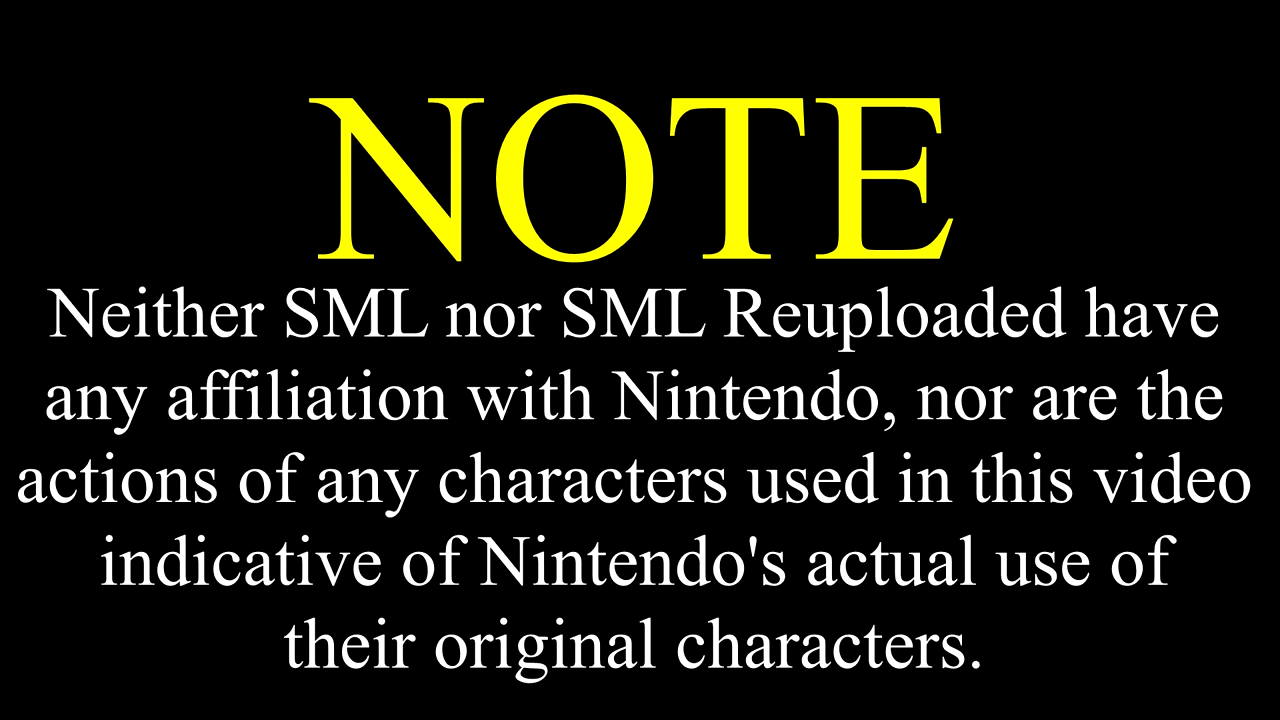 NOTE
Neither SML nor SML Reuploaded have
any affiliation with Nintendo, nor are the
actions of any characters used in this video
indicative of Nintendo's actual use of
their original characters.